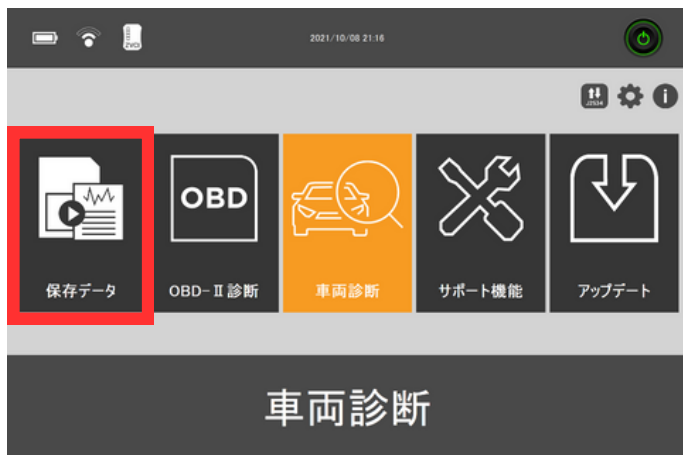 ZVCI
2021/10/08 21:16
J2534
保存データ
OBD
OBD-Ⅱ診断
車両診断
サポート機能
アップデート
車両診断